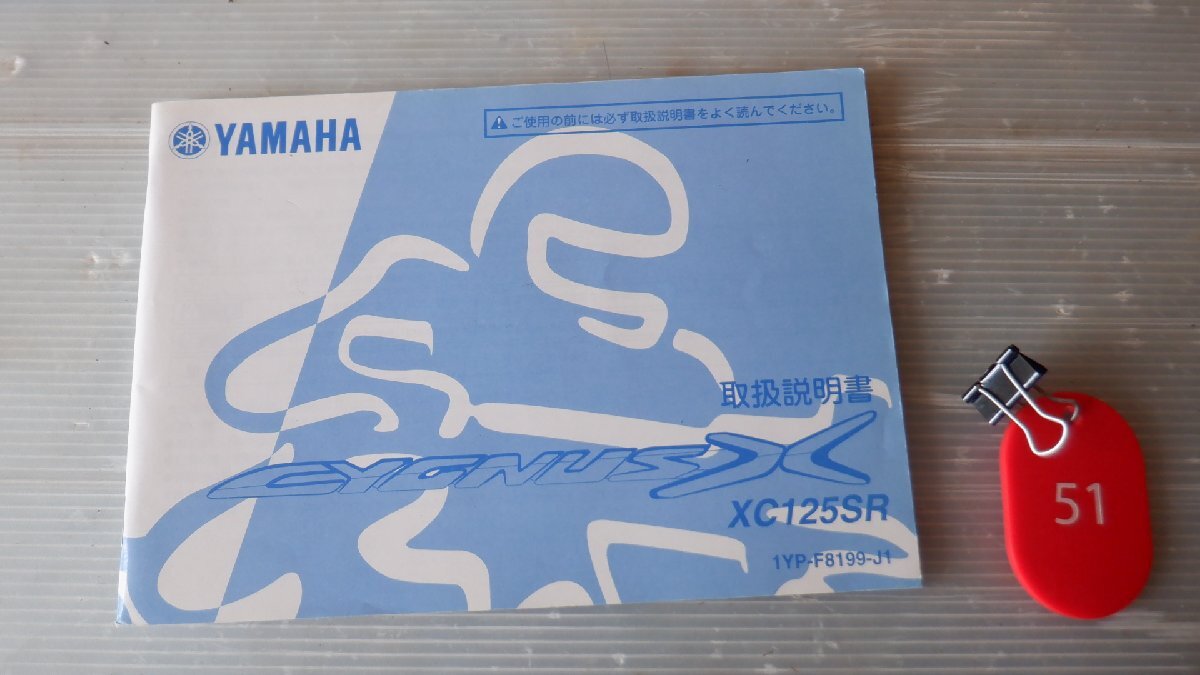 YAMAHA
ご使用の前には必ず取扱説明書をよく読んでください。
取扱説明書
CYGNUS X
XC125SR
1YP-F8199-J1
51